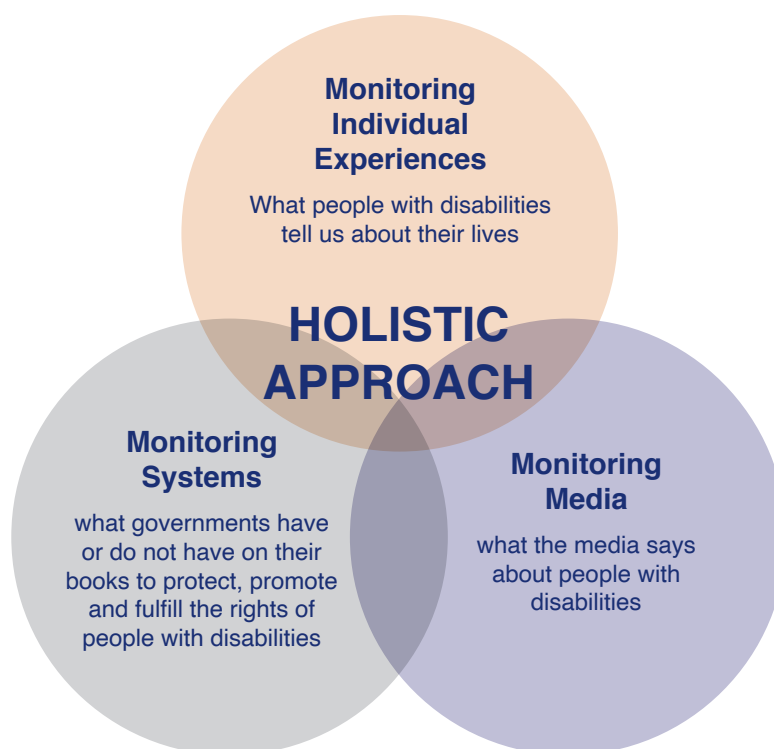 Monitoring
Individual
Experiences
What people with disabilities
tell us about their lives
HOLISTIC
APPROACH
Monitoring
Systems
what governments have
or do not have on their
books to protect, promote
and fulfill the rights of
people with disabilities
Monitoring
Media
what the media says
about people with
disabilities